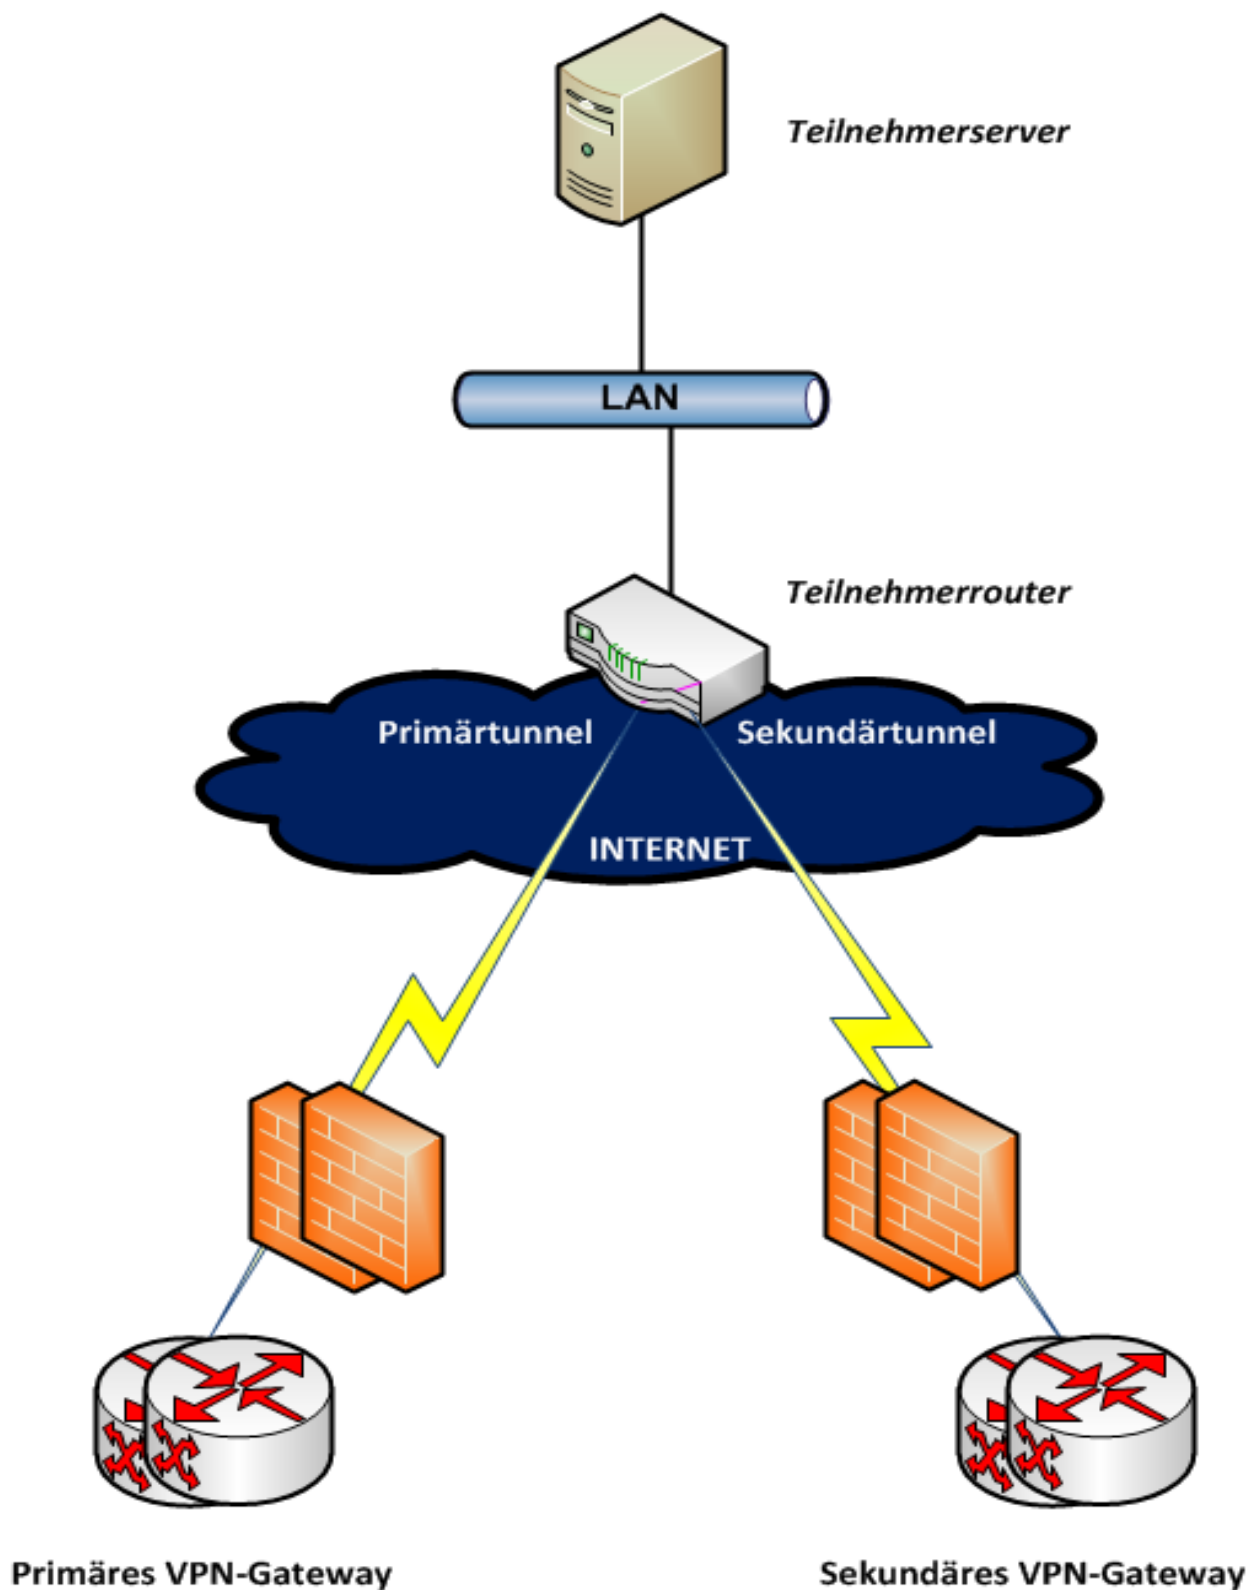 Teilnehmerserver
LAN
Teilnehmerrouter
Primärtunnel
Sekundärtunnel
INTERNET
Primäres VPN-Gateway
Sekundäres VPN-Gateway